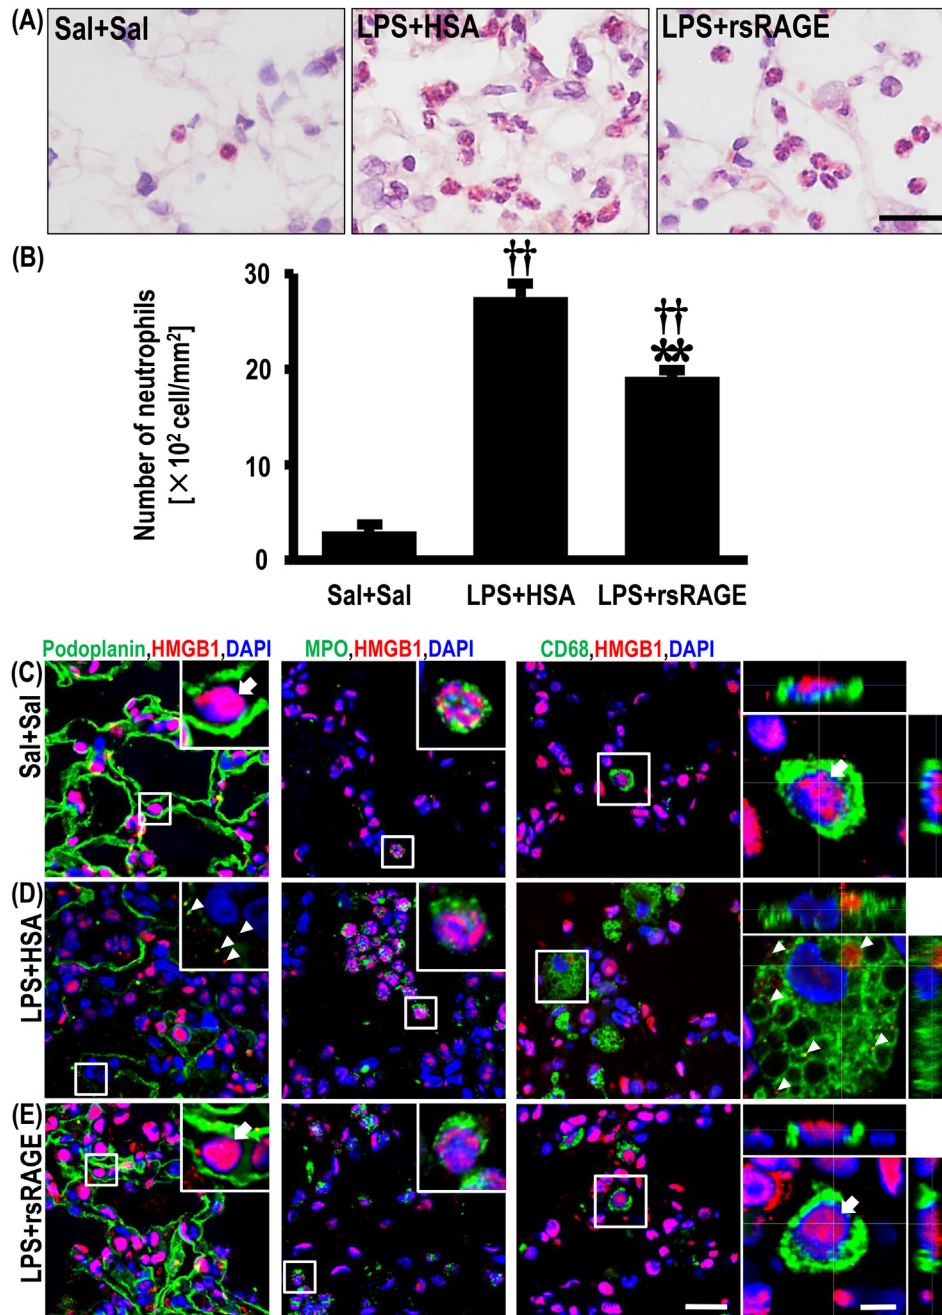 (A)
Sal+Sal
LPS+HSA
LPS+rsRAGE
(B)
Number of neutrophils
[×10² cell/mm²]
30
20
10
0
††
††
**
Sal+Sal
LPS+HSA
LPS+rsRAGE
Podoplanin,HMGB1,DAPI
MPO,HMGB1,DAPI
CD68,HMGB1,DAPI
(C)
Sal+Sal
(D)
LPS+HSA
(E)
LPS+rsRAGE